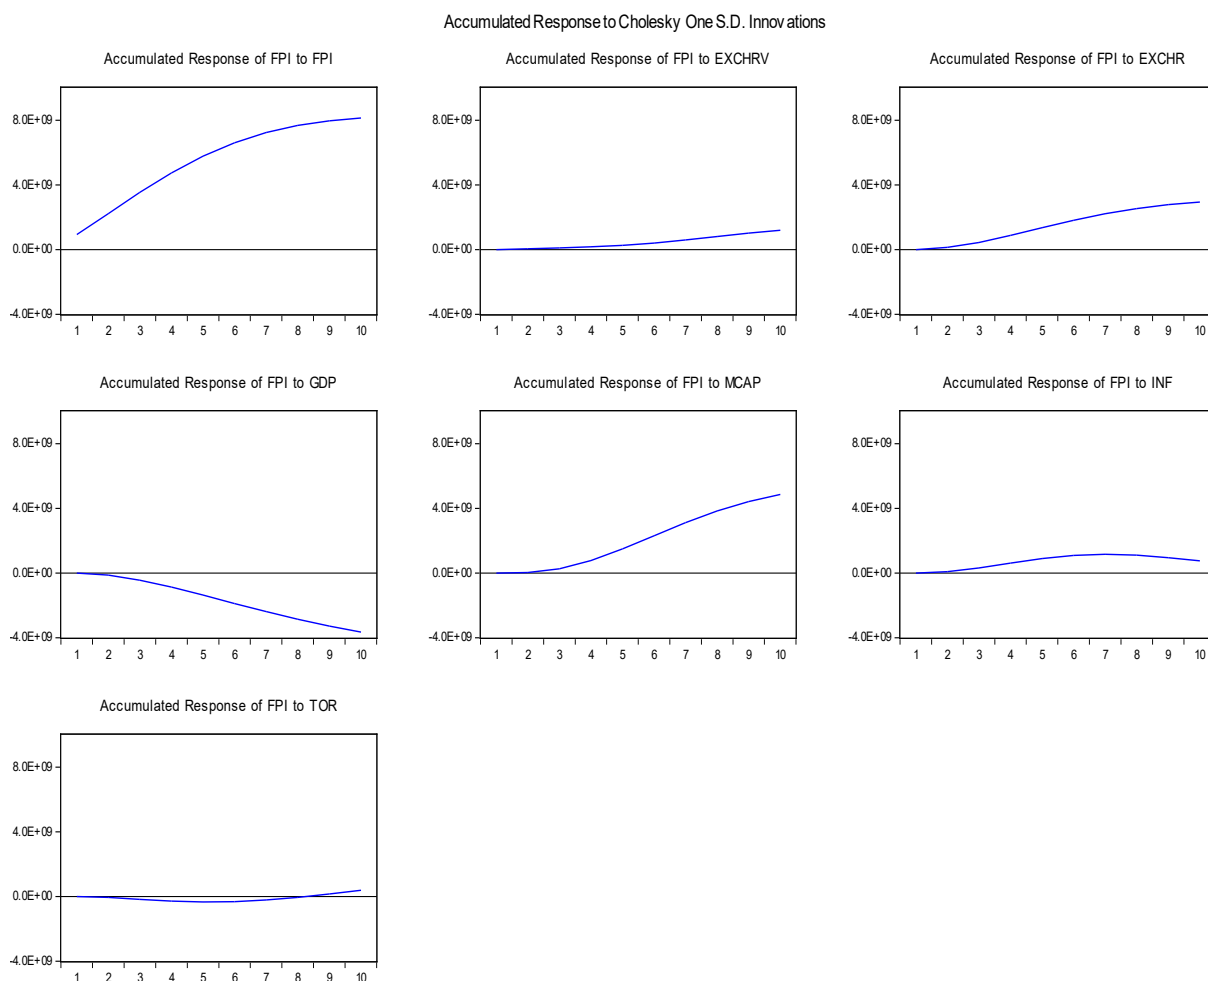 Accumulated Response to Cholesky One S.D. Innovations
Accumulated Response of FPI to FPI
8.0E+09
4.0E+09
0.0E+00
-4.0E+09
1 2 3 4 5 6 7 8 9 10
Accumulated Response of FPI to EXCHRV
8.0E+09
4.0E+09
0.0E+00
-4.0E+09
1 2 3 4 5 6 7 8 9 10
Accumulated Response of FPI to EXCHR
8.0E+09
4.0E+09
0.0E+00
-4.0E+09
1 2 3 4 5 6 7 8 9 10
Accumulated Response of FPI to GDP
8.0E+09
4.0E+09
0.0E+00
-4.0E+09
1 2 3 4 5 6 7 8 9 10
Accumulated Response of FPI to MCAP
8.0E+09
4.0E+09
0.0E+00
-4.0E+09
1 2 3 4 5 6 7 8 9 10
Accumulated Response of FPI to INF
8.0E+09
4.0E+09
0.0E+00
-4.0E+09
1 2 3 4 5 6 7 8 9 10
Accumulated Response of FPI to TOR
8.0E+09
4.0E+09
0.0E+00
-4.0E+09
1 2 3 4 5 6 7 8 9 10